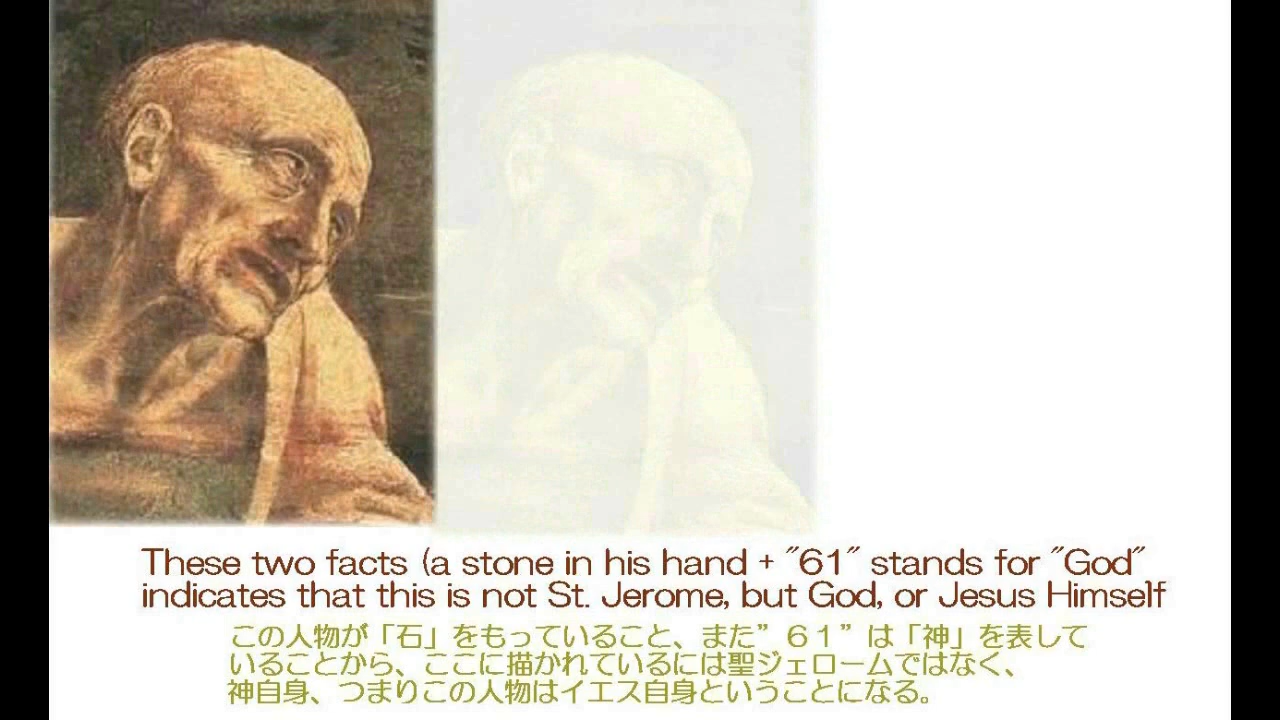 These two facts (a stone in his hand + "61" stands for "God"
indicates that this is not St. Jerome, but God, or Jesus Himself
この人物が「石」をもっていること、また”６１”は「神」を表して
いることから、ここに描かれているには聖ジェロームではなく、
神自身、つまりこの人物はイエス自身ということになる。